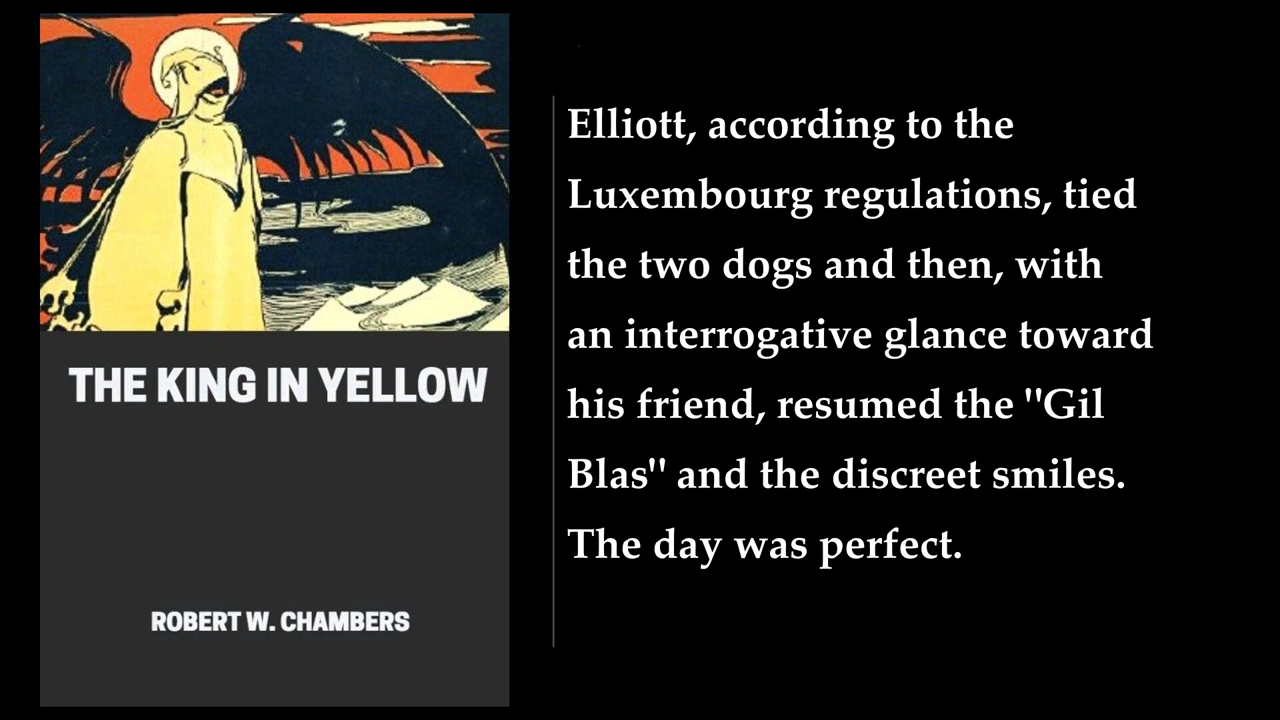 THE KING IN YELLOW
ROBERT W. CHAMBERS
Elliott, according to the
Luxembourg regulations, tied
the two dogs and then, with
an interrogative glance toward
his friend, resumed the "Gil
Blas" and the discreet smiles.
The day was perfect.